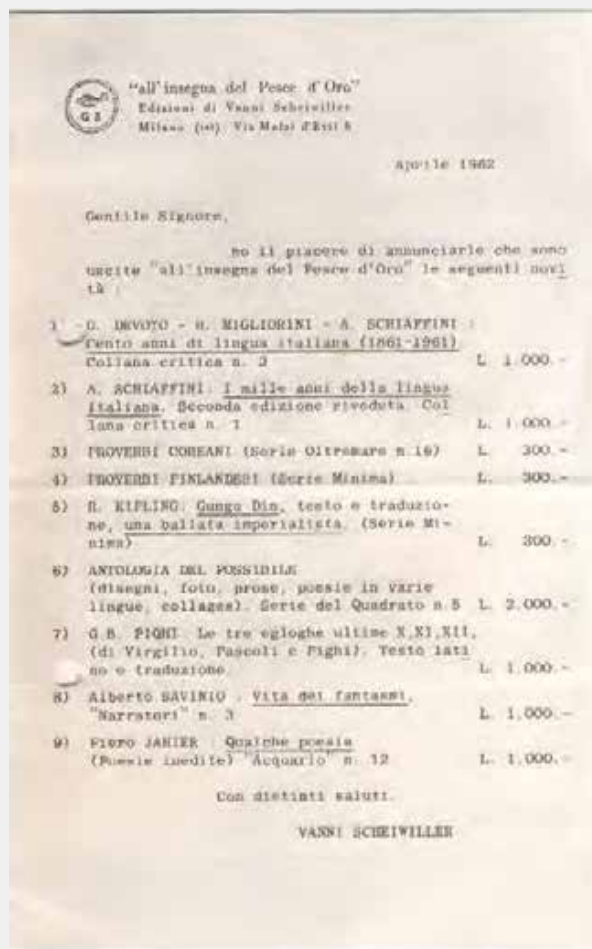 G S
"all'insegna del Pesce d'Oro"
Edizioni di Vanni Scheiwiller
Milano Via Melzi d'Eril 6
Aprile 1962
Gentile Signore,
ho il piacere di annunciarle che sono
uscite "all'insegna del Pesce d'Oro" le seguenti novi
tà :
1 G. DEVOTO - B. MIGLIORINI - A. SCHIAFFINI :
Cento anni di lingua italiana (1861-1961)
Collana critica n. 2 L 1.000.-
2) A. SCHIAFFINI: I mille anni della lingua
italiana. Seconda edizione riveduta. Col
lana critica n. 1 L. 1.000.-
3) PROVERBI COREANI (Serie Oltremare n.16) L. 300.-
4) PROVERBI FINLANDESI (Serie Minima) L. 300.-
5) R. KIPLING: Gunga Din, testo e traduzio-
ne, una ballata imperialista. (Serie Mi-
nima) L. 300.-
6) ANTOLOGIA DEL POSSIBILE
(disegni, foto, prose, poesie in varie
lingue, collages). Serie del Quadrato n.5 L. 2.000.-
7) G.B. PIGHI. Le tre egloghe ultime X,XI,XII,
(di Virgilio, Pascoli e Pighi). Testo lati
no e traduzione. L. 1.000.-
8) Alberto SAVINIO : Vita dei fantasmi,
"Narratori" n. 3 L. 1.000.-
9) Piero JAHIER : Qualche poesia
(Poesie inedite) "Acquario" n. 12 L. 1.000.-
Con distinti saluti.
VANNI SCHEIWILLER